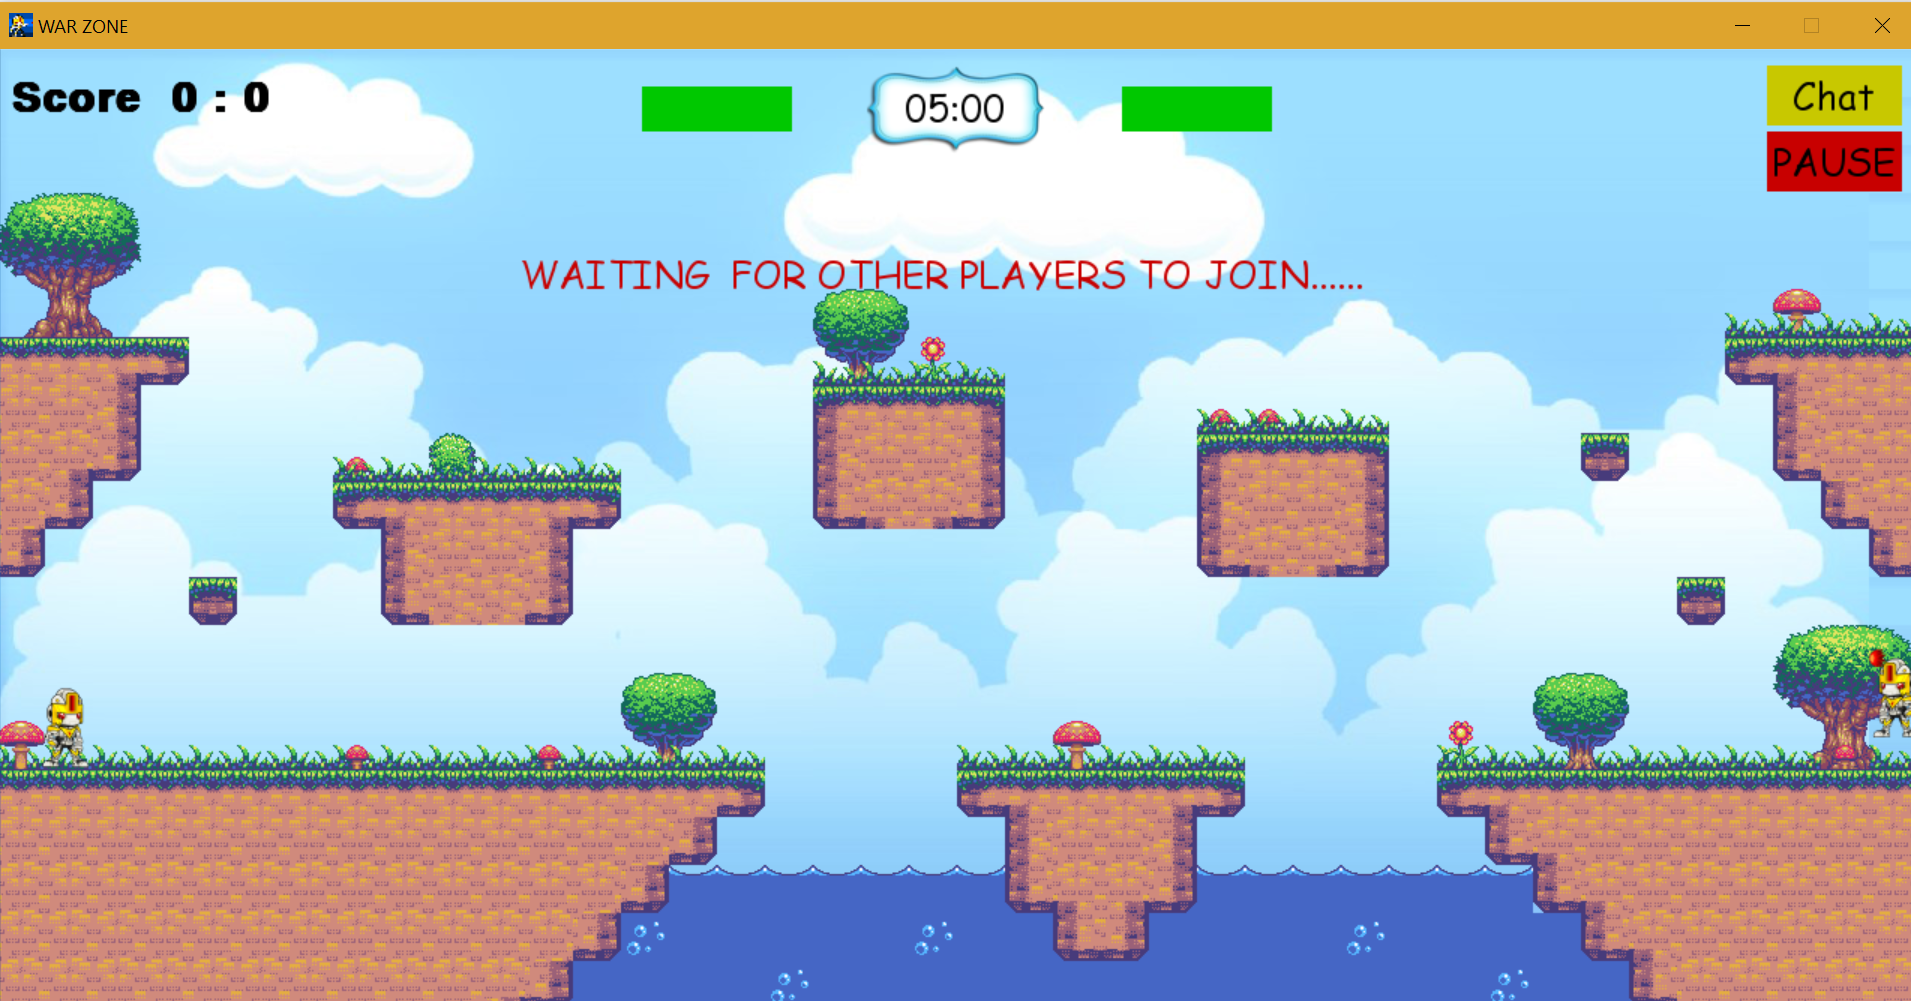 WAR ZONE
Score 0 : 0
05:00
Chat
PAUSE
WAITING FOR OTHER PLAYERS TO JOIN......